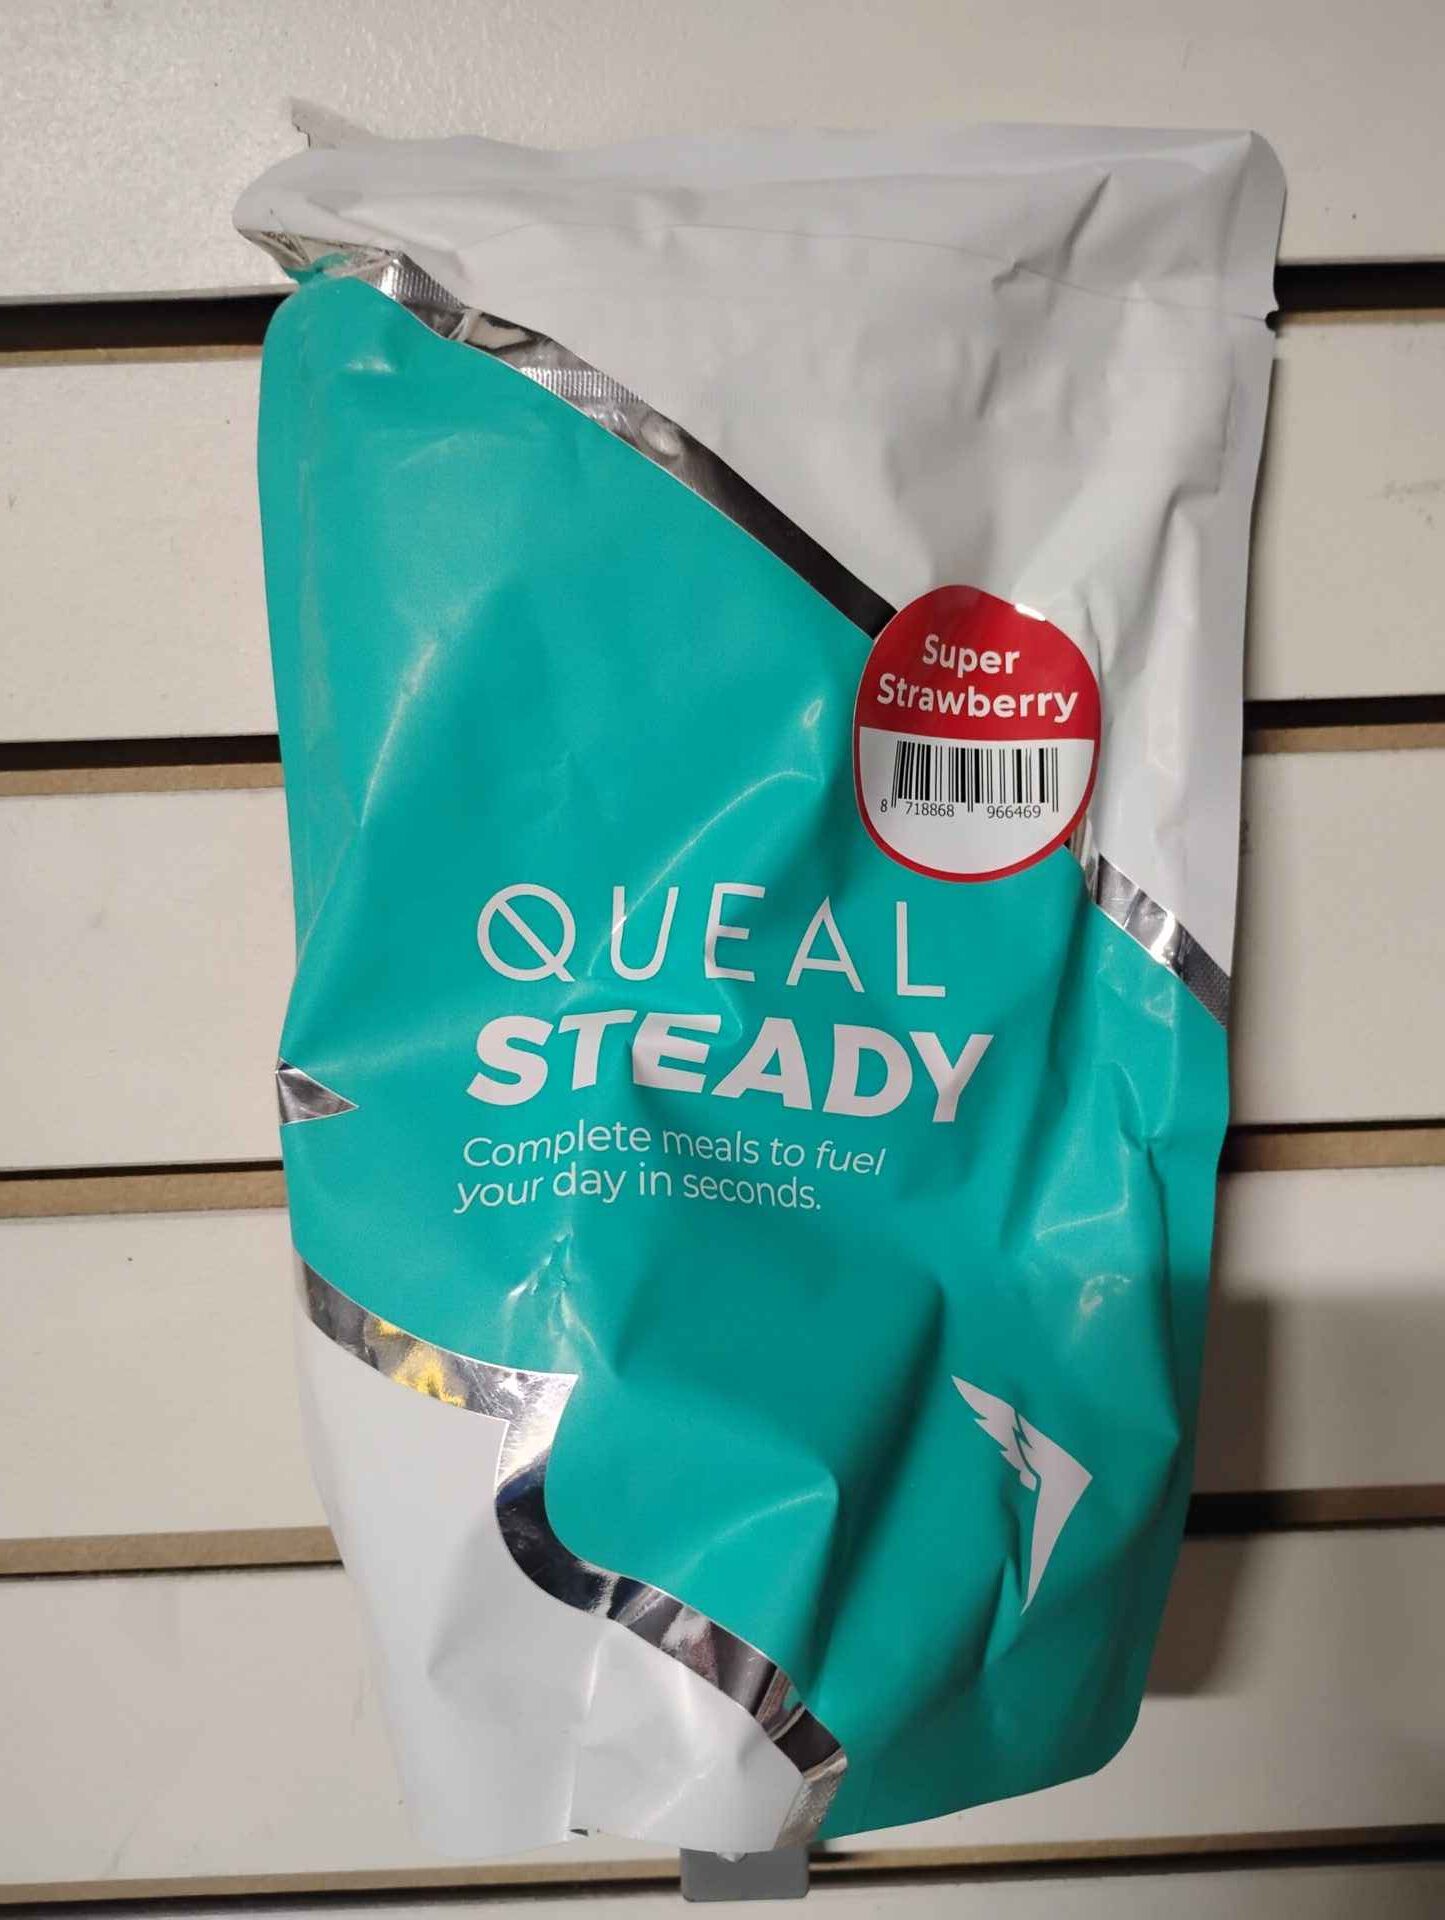 Super
Strawberry
8 718868 966469
QUEAL
STEADY
Complete meals to fuel
your day in seconds.